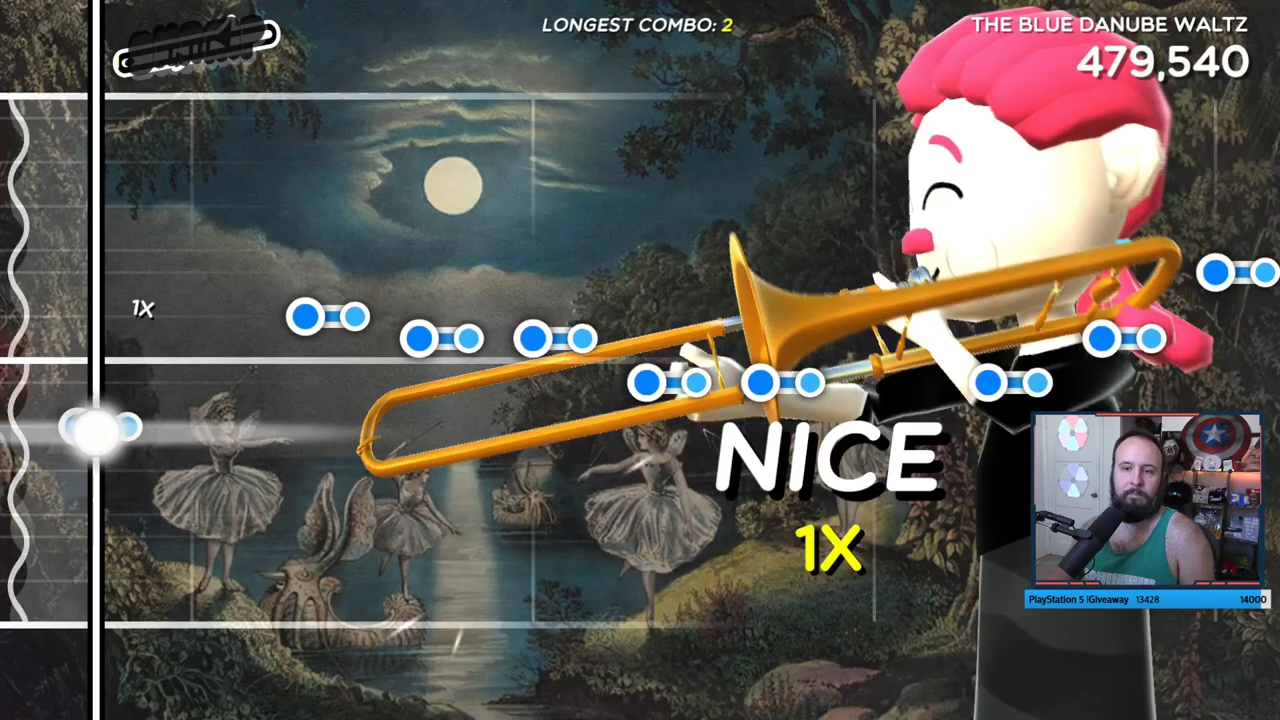 LONGEST COMBO: 2
THE BLUE DANUBE WALTZ
479,540
1X
NICE
1X
PlayStation 5 !Giveaway 13428 14000